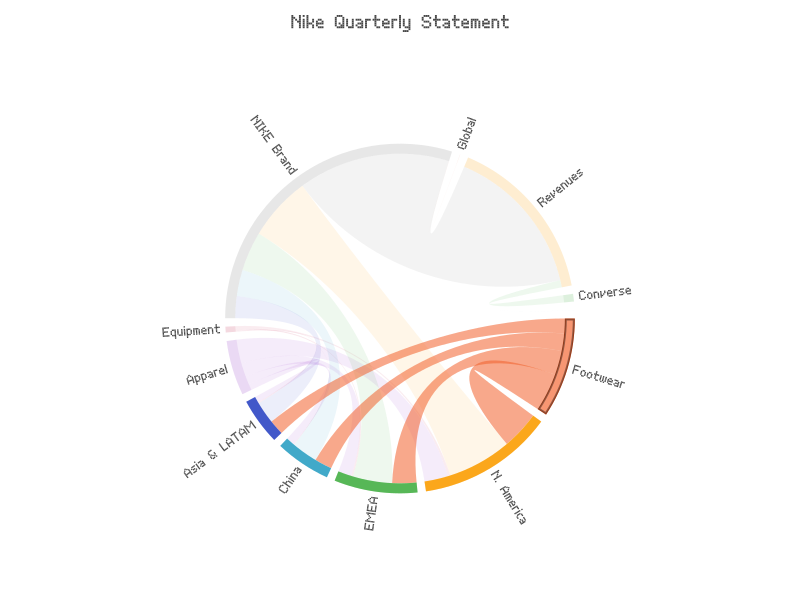 Nike Quarterly Statement
Global
NIKE Brand
Revenues
Converse
Equipment
Footwear
Apparel
Asia & LATAM
China
N. America
EMEA